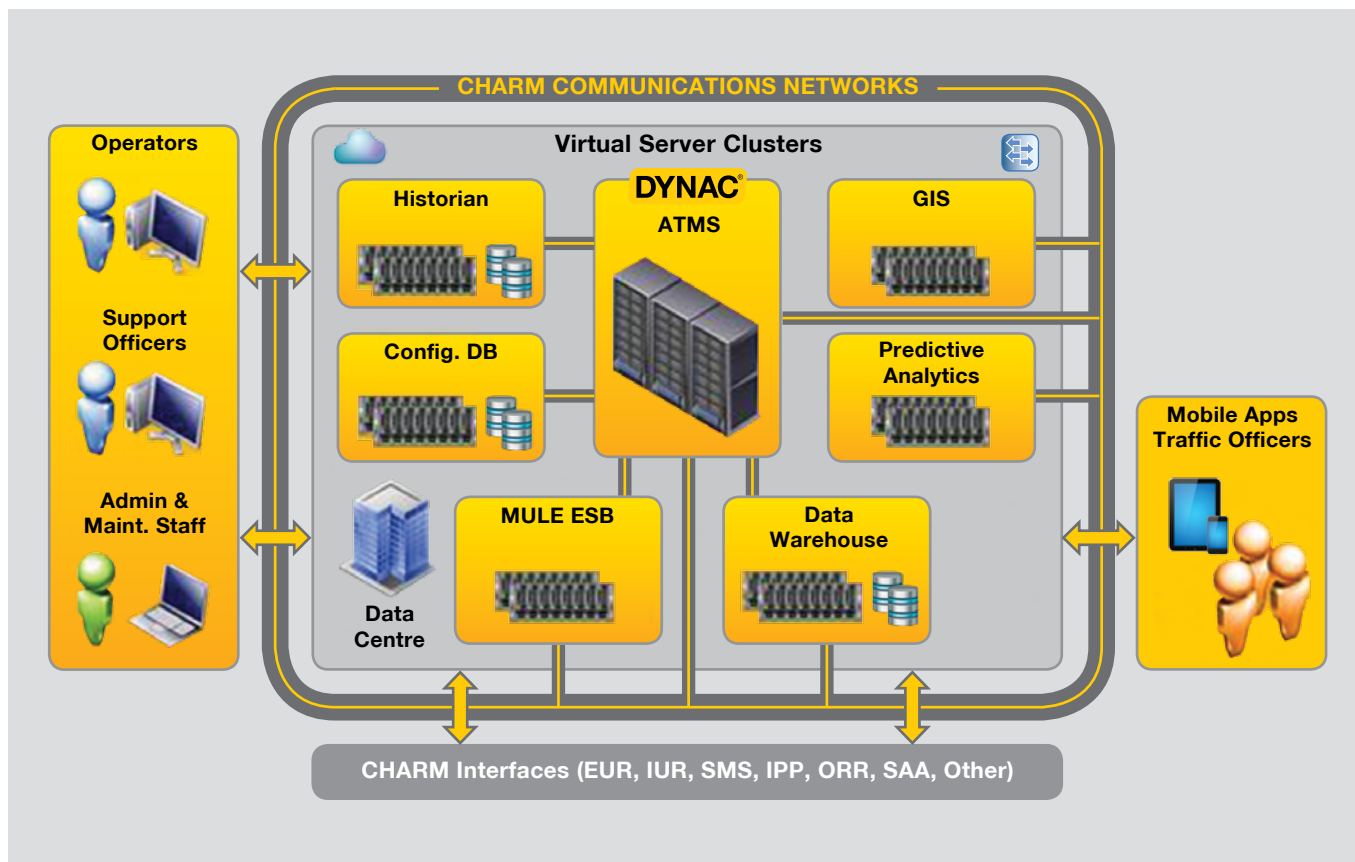 CHARM COMMUNICATIONS NETWORKS
Operators
Support
Officers
Admin &
Maint. Staff
Virtual Server Clusters
Historian
DYNAC®
ATMS
GIS
Config. DB
Predictive
Analytics
Data
Centre
MULE ESB
Data
Warehouse
Mobile Apps
Traffic Officers
CHARM Interfaces (EUR, IUR, SMS, IPP, ORR, SAA, Other)